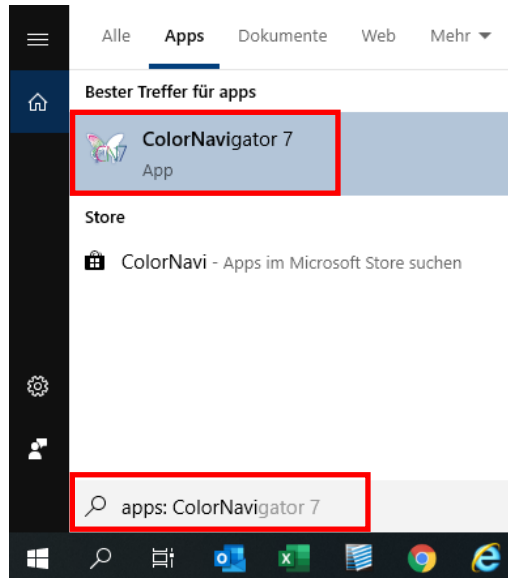 Alle Apps Dokumente Web Mehr
Bester Treffer für apps
CN7
ColorNavigator 7
App
Store
ColorNavi - Apps im Microsoft Store suchen
apps: ColorNavigator 7